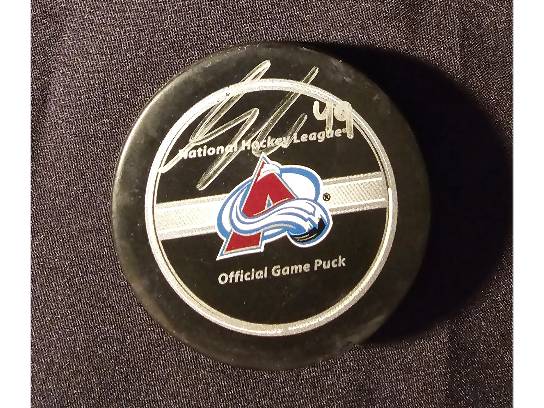 49
National Hockey League®
®
Official Game Puck